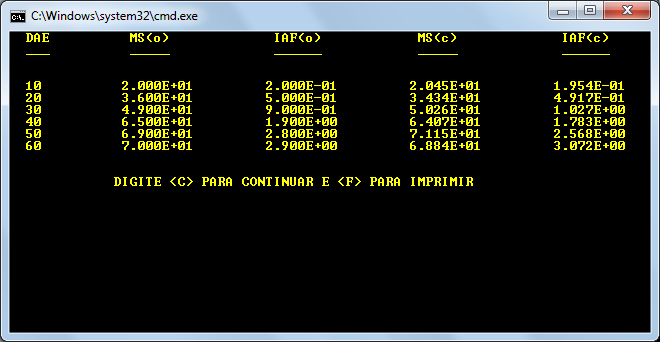 C:\Windows\system32\cmd.exe
DAE MS(o) IAF(o) MS(c) IAF(c)
10 2.000E+01 2.000E-01 2.045E+01 1.954E-01
20 3.600E+01 5.000E-01 3.434E+01 4.917E-01
30 4.900E+01 9.000E-01 5.026E+01 1.027E+00
40 6.500E+01 1.900E+00 6.407E+01 1.783E+00
50 6.900E+01 2.800E+00 7.115E+01 2.568E+00
60 7.000E+01 2.900E+00 6.884E+01 3.072E+00
DIGITE <C> PARA CONTINUAR E <F> PARA IMPRIMIR